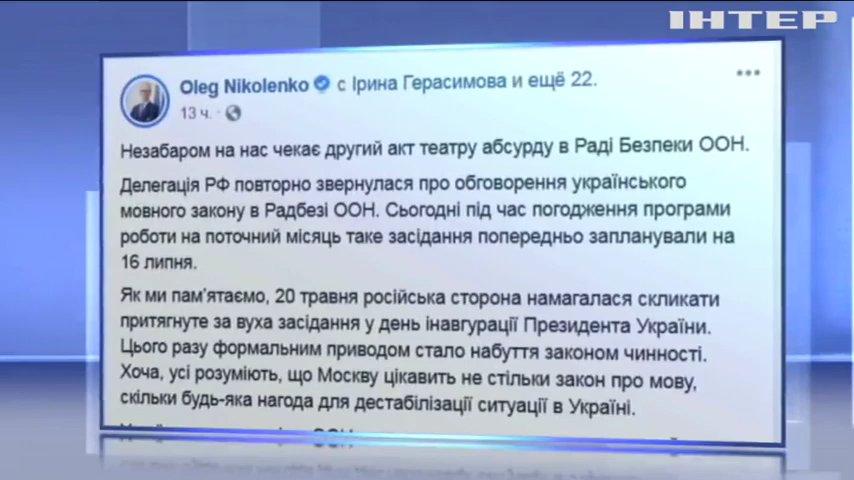 ІНТЕР
Oleg Nikolenko с Ірина Герасимова и ещё 22.
13 ч.
Незабаром на нас чекає другий акт театру абсурду в Раді Безпеки ООН.
Делегація РФ повторно звернулася про обговорення українського
мовного закону в Радбезі ООН. Сьогодні під час погодження програми
роботи на поточний місяць таке засідання попередньо запланували на
16 липня.
Як ми пам'ятаємо, 20 травня російська сторона намагалася скликати
притягнуте за вуха засідання у день інавгурації Президента України.
Цього разу формальним приводом стало набуття законом чинності.
Хоча, усі розуміють, що Москву цікавить не стільки закон про мову,
скільки будь-яка нагода для дестабілізації ситуації в Україні.